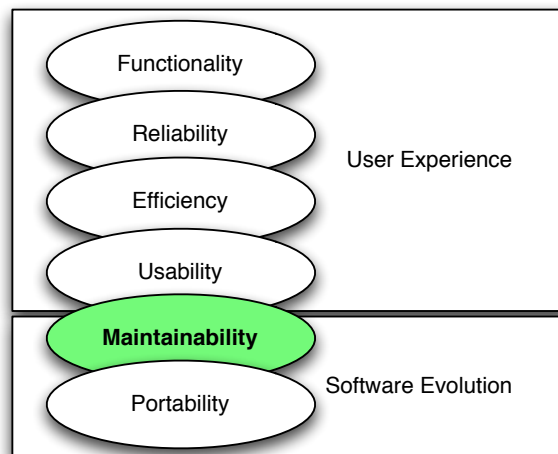 Functionality
Reliability
User Experience
Efficiency
Usability
Maintainability
Software Evolution
Portability